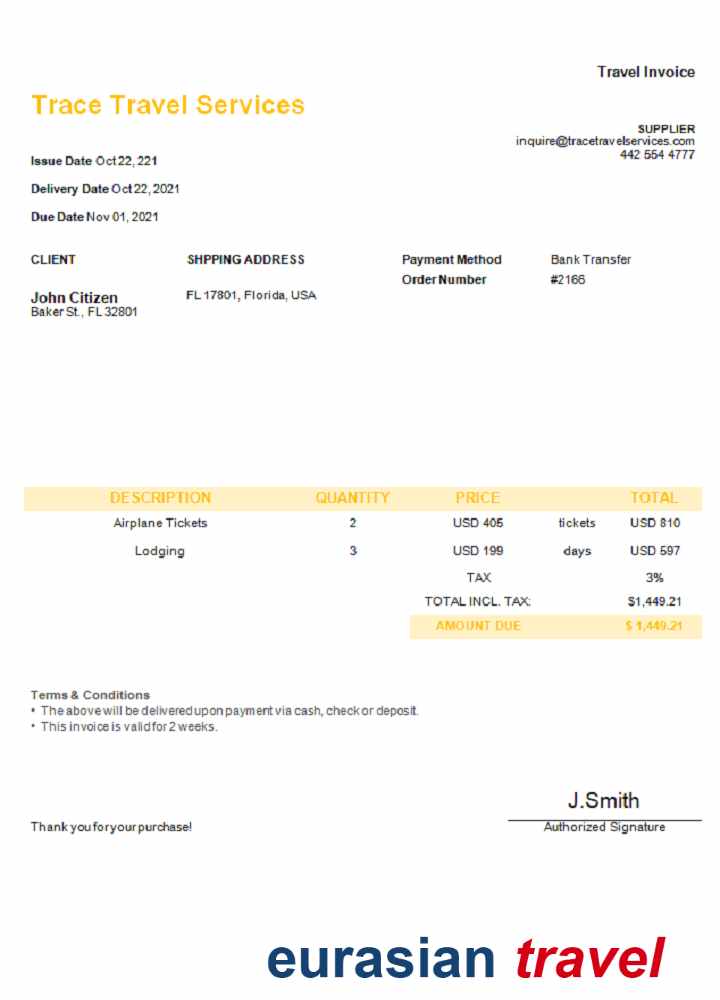 Travel Invoice
Trace Travel Services
SUPPLIER
inquire@tracetravelservices.com
442 554 4777
Issue Date Oct 22, 221
Delivery Date Oct 22, 2021
Due Date Nov 01, 2021
CLIENT SHPPING ADDRESS Payment Method Bank Transfer
Order Number #2166
John Citizen FL 17801, Florida, USA
Baker St., FL 32801
DESCRIPTION QUANTITY PRICE TOTAL
Airplane Tickets 2 USD 405 tickets USD 810
Lodging 3 USD 199 days USD 597
TAX 3%
TOTAL INCL. TAX: $1,449.21
AMOUNT DUE $ 1,449.21
Terms & Conditions
• The above will be delivered upon payment via cash, check or deposit.
• This invoice is valid for 2 weeks.
J.Smith
Thank you for your purchase! Authorized Signature
eurasian travel